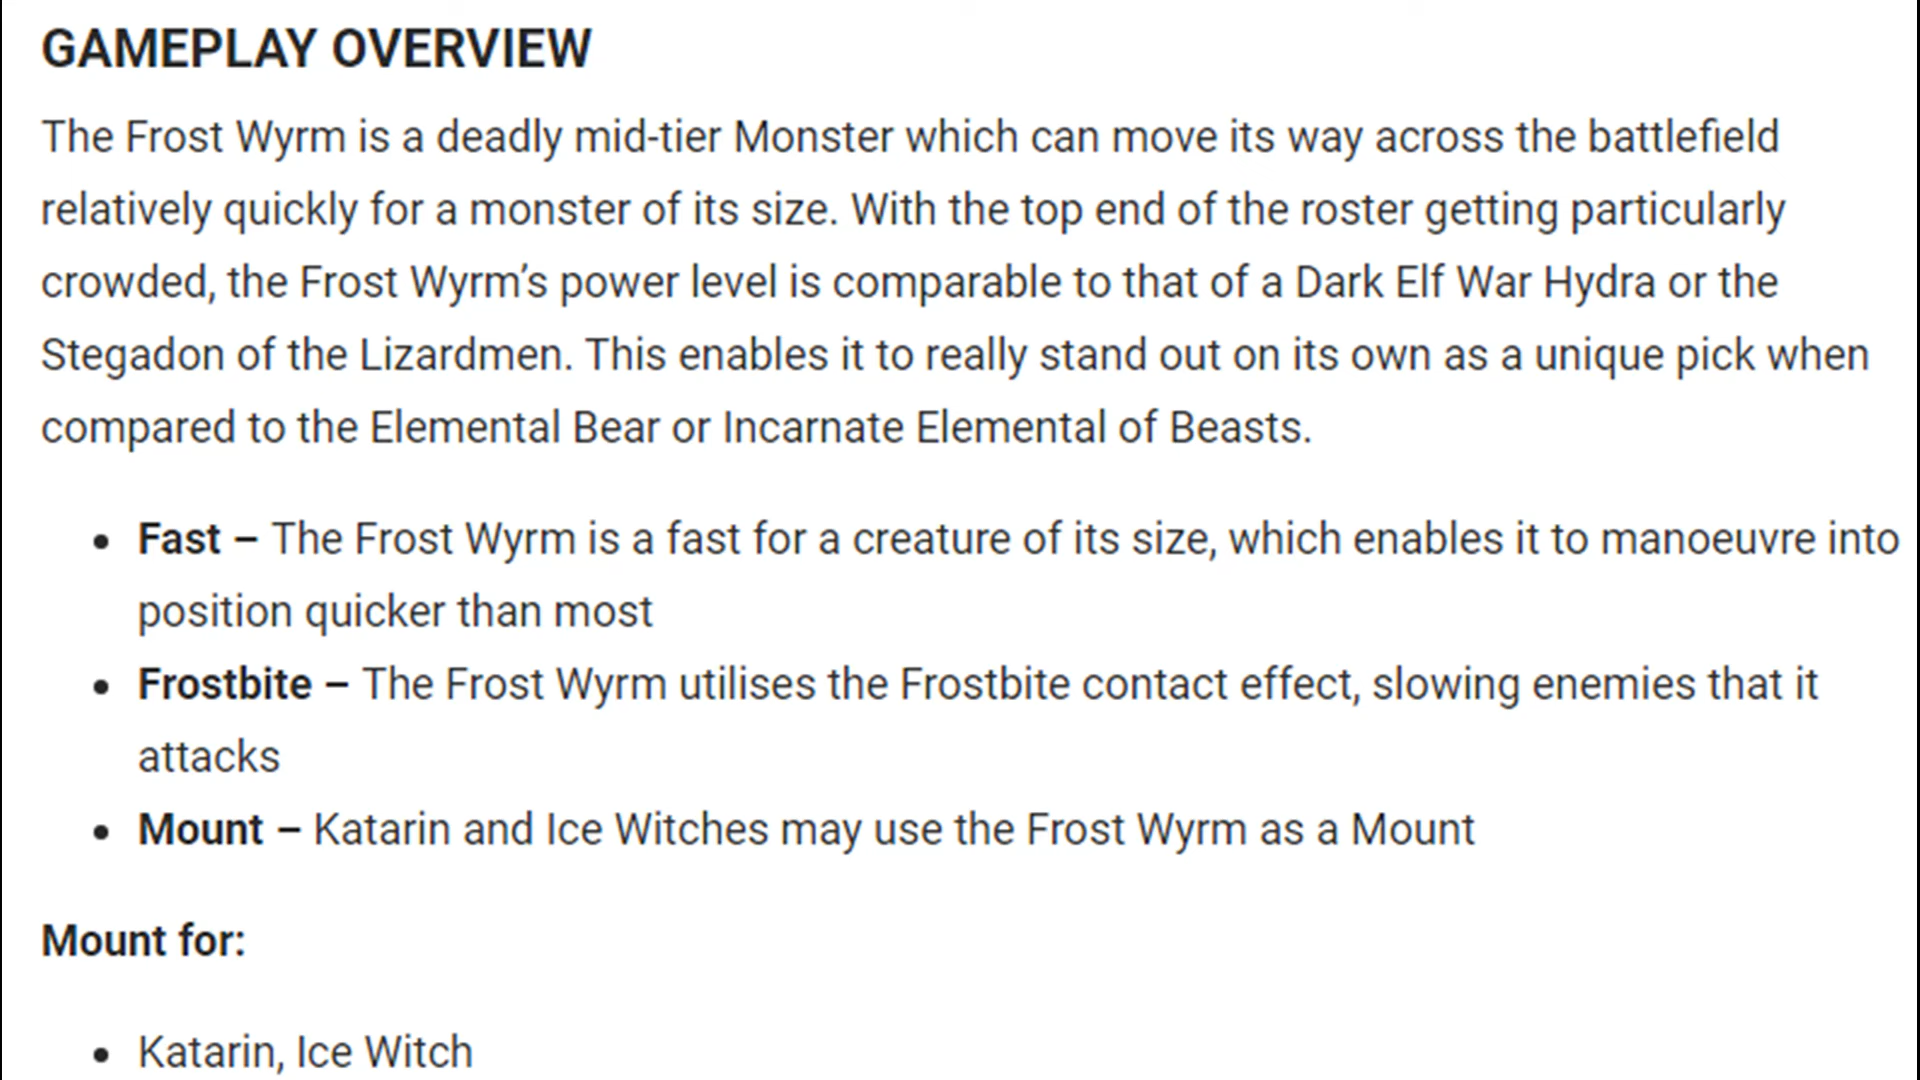 GAMEPLAY OVERVIEW
The Frost Wyrm is a deadly mid-tier Monster which can move its way across the battlefield
relatively quickly for a monster of its size. With the top end of the roster getting particularly
crowded, the Frost Wyrm’s power level is comparable to that of a Dark Elf War Hydra or the
Stegadon of the Lizardmen. This enables it to really stand out on its own as a unique pick when
compared to the Elemental Bear or Incarnate Elemental of Beasts.
• Fast – The Frost Wyrm is a fast for a creature of its size, which enables it to manoeuvre into
position quicker than most
• Frostbite – The Frost Wyrm utilises the Frostbite contact effect, slowing enemies that it
attacks
• Mount – Katarin and Ice Witches may use the Frost Wyrm as a Mount
Mount for:
• Katarin, Ice Witch